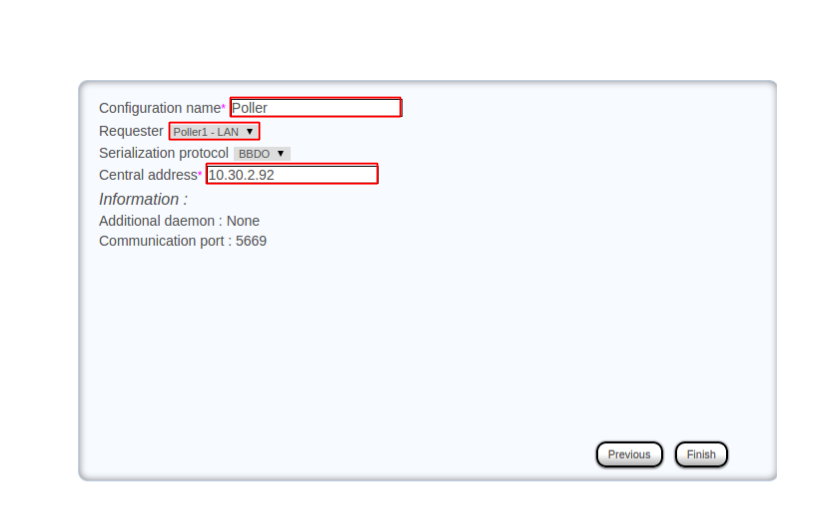 Configuration name* Poller
Requester Poller1 - LAN ▼
Serialization protocol BBDO ▼
Central address* 10.30.2.92
Information :
Additional daemon : None
Communication port : 5669
Previous Finish